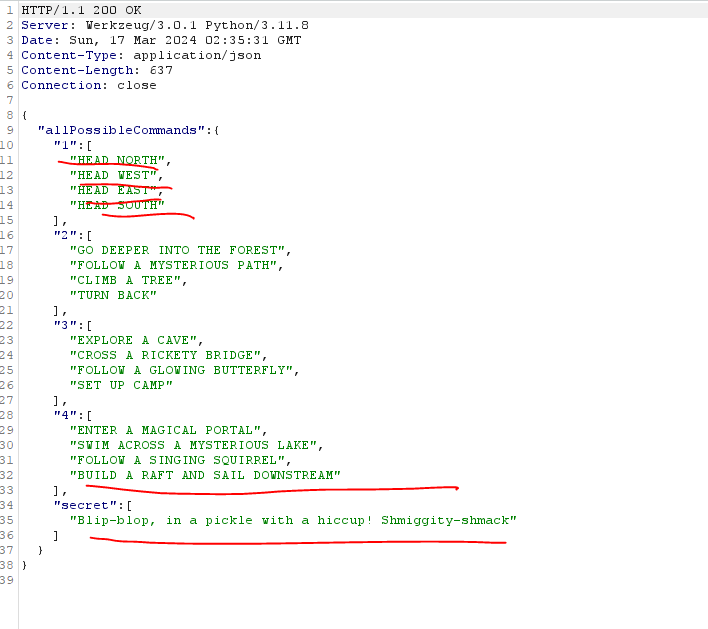 1 HTTP/1.1 200 OK
2 Server: Werkzeug/3.0.1 Python/3.11.8
3 Date: Sun, 17 Mar 2024 02:35:31 GMT
4 Content-Type: application/json
5 Content-Length: 637
6 Connection: close
7
8 {
9 "allPossibleCommands":{
10 "1":[
11 "HEAD NORTH",
12 "HEAD WEST",
13 "HEAD EAST",
14 "HEAD SOUTH"
15 ],
16 "2":[
17 "GO DEEPER INTO THE FOREST",
18 "FOLLOW A MYSTERIOUS PATH",
19 "CLIMB A TREE",
20 "TURN BACK"
21 ],
22 "3":[
23 "EXPLORE A CAVE",
24 "CROSS A RICKETY BRIDGE",
25 "FOLLOW A GLOWING BUTTERFLY",
26 "SET UP CAMP"
27 ],
28 "4":[
29 "ENTER A MAGICAL PORTAL",
30 "SWIM ACROSS A MYSTERIOUS LAKE",
31 "FOLLOW A SINGING SQUIRREL",
32 "BUILD A RAFT AND SAIL DOWNSTREAM"
33 ],
34 "secret":[
35 "Blip-blop, in a pickle with a hiccup! Shmiggity-shmack"
36 ]
37 }
38 }
39